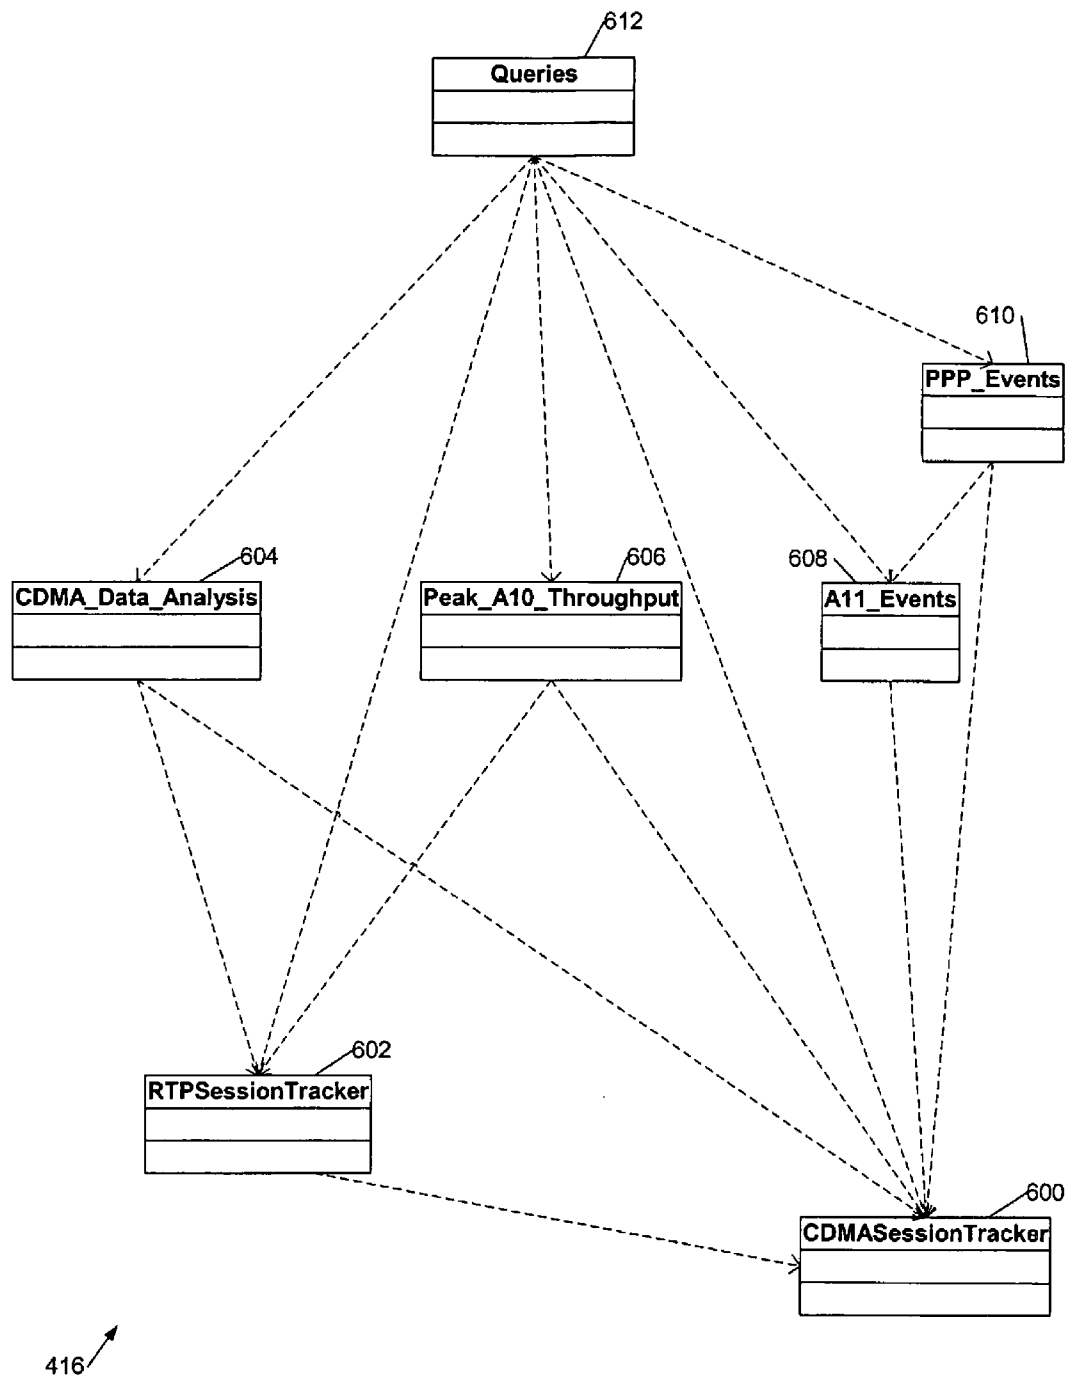 612
Queries
610
PPP_Events
604
606
608
CDMA_Data_Analysis
Peak_A10_Throughput
A11_Events
602
RTPSessionTracker
600
CDMASessionTracker
416